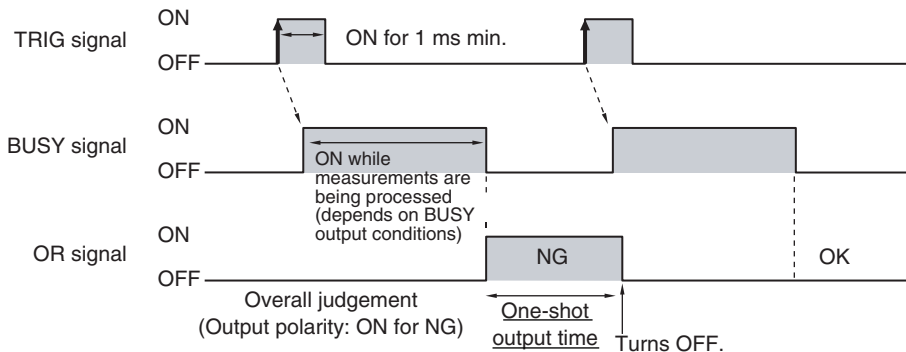 ON
TRIG signal
ON for 1 ms min.
OFF
ON
BUSY signal
ON while
measurements are
being processed
(depends on BUSY
output conditions)
OFF
ON
OR signal
NG
OK
OFF
Overall judgement
(Output polarity: ON for NG)
One-shot
output time
Turns OFF.